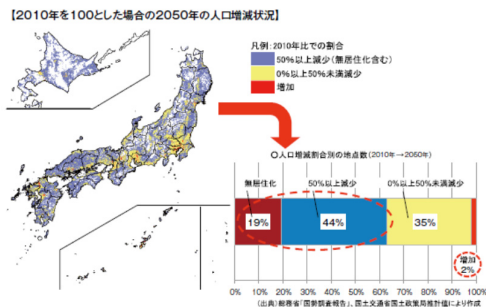 【2010年を100とした場合の2050年の人口増減状況】
凡例：2010年比での割合
50%以上減少（無居住化含む）
0%以上50%未満減少
増加
〇人口増減割合別の地点数（2010年→2050年）
無居住化 50%以上減少 0%以上50%未満減少
19% 44% 35%
増加
2%
0% 10% 20% 30% 40% 50% 60% 70% 80% 90% 100%
（出典）総務省「国勢調査報告」、国土交通省国土政策局推計値により作成